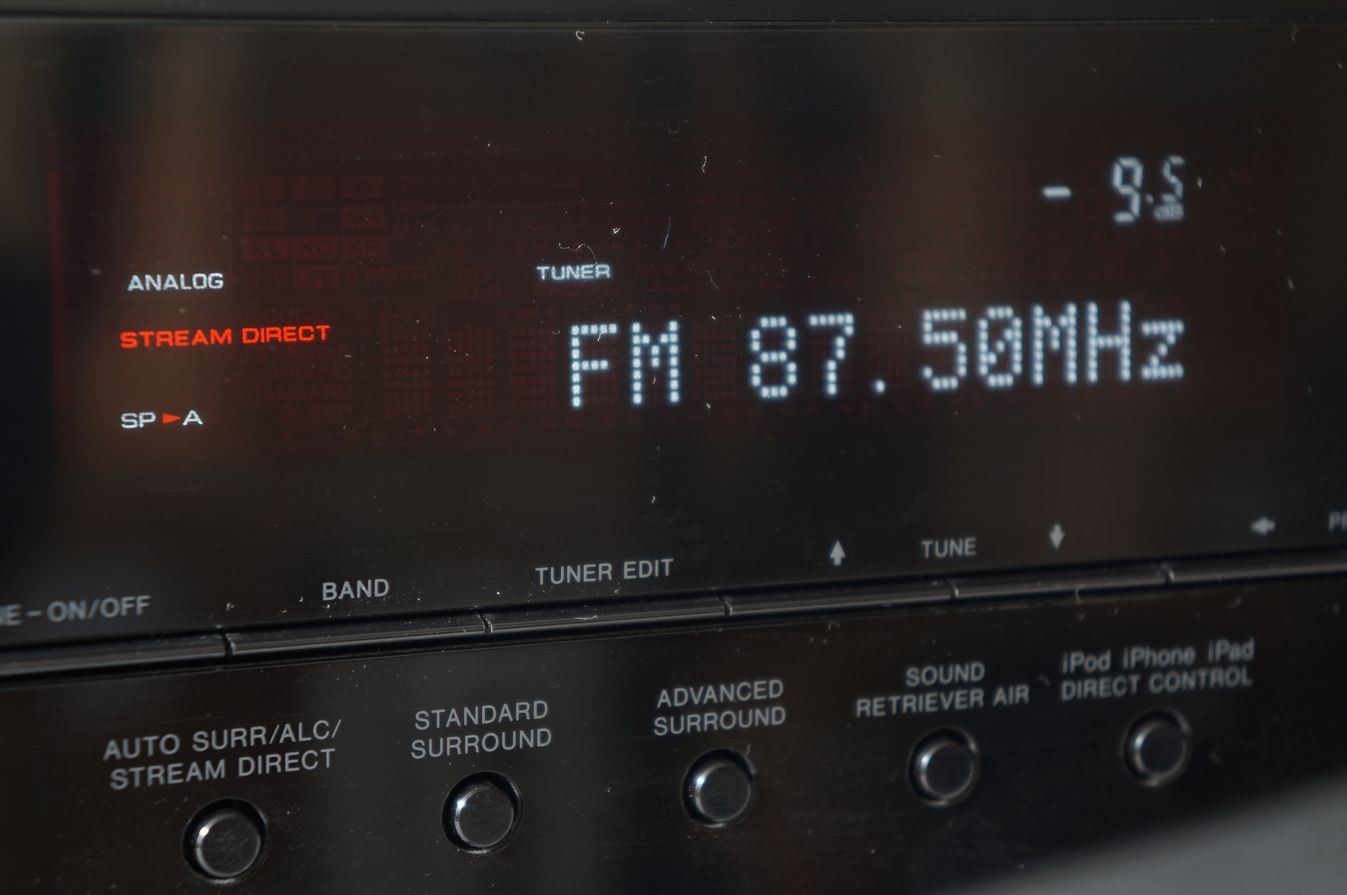 - 9.5
dB
ANALOG
TUNER
STREAM DIRECT
FM 87.50MHz
SP►A
E-ON/OFF
BAND
TUNER EDIT
TUNE
AUTO SURR/ALC/
STREAM DIRECT
STANDARD
SURROUND
ADVANCED
SURROUND
SOUND
RETRIEVER AIR
iPod iPhone iPad
DIRECT CONTROL